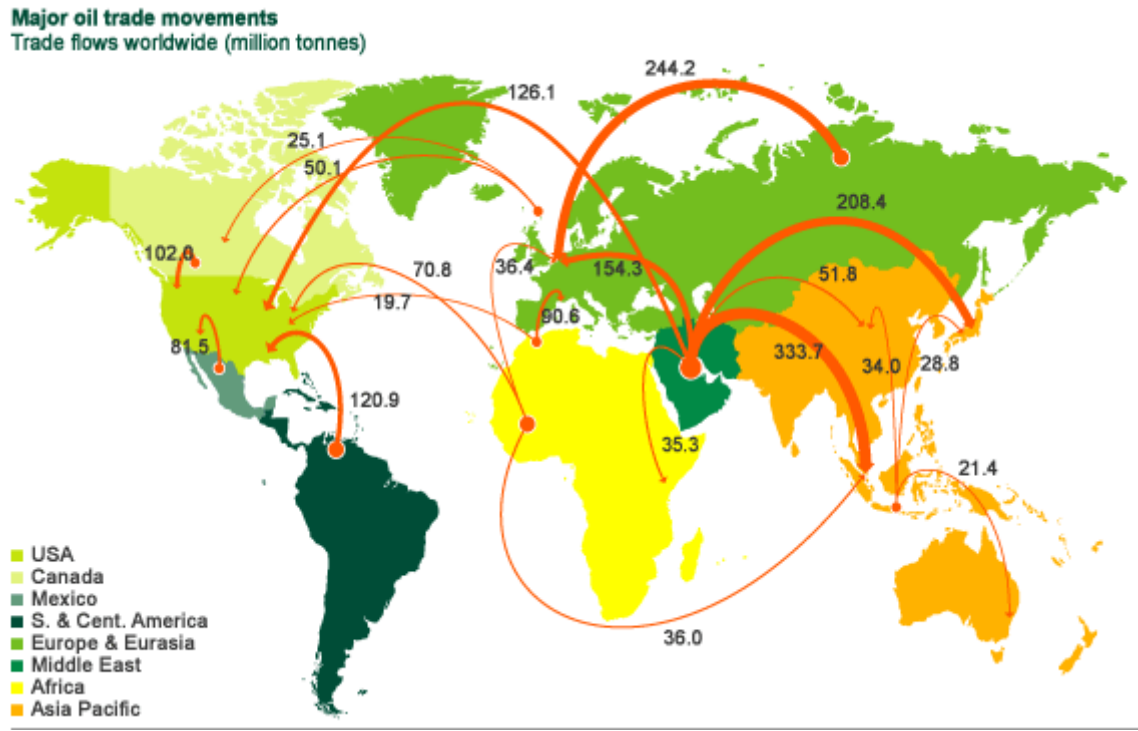 Major oil trade movements
Trade flows worldwide (million tonnes)
244.2
126.1
25.1
50.1
208.4
102.0
70.8
36.4
154.3
51.8
19.7
90.6
81.5
333.7
34.0
28.8
120.9
35.3
21.4
36.0
USA
Canada
Mexico
S. & Cent. America
Europe & Eurasia
Middle East
Africa
Asia Pacific